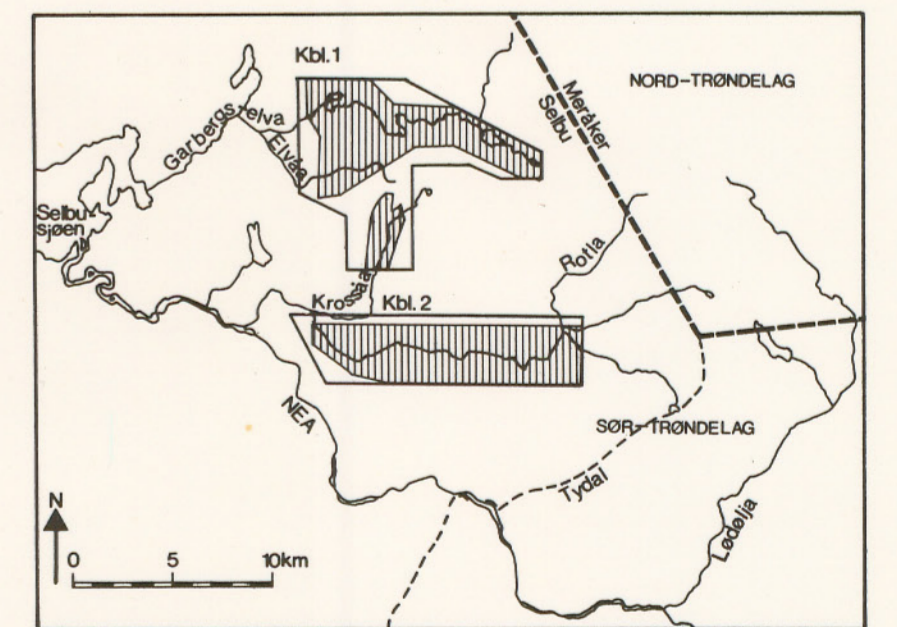 Kbl.1
NORD-TRØNDELAG
Meråker
Selbu
Garbergs-elva
Elvåa
Selbu-
sjøen
Rotla
Krossåa
Kbl.2
NEA
SØR-TRØNDELAG
Tydal
Lødølja
N
0 5 10km